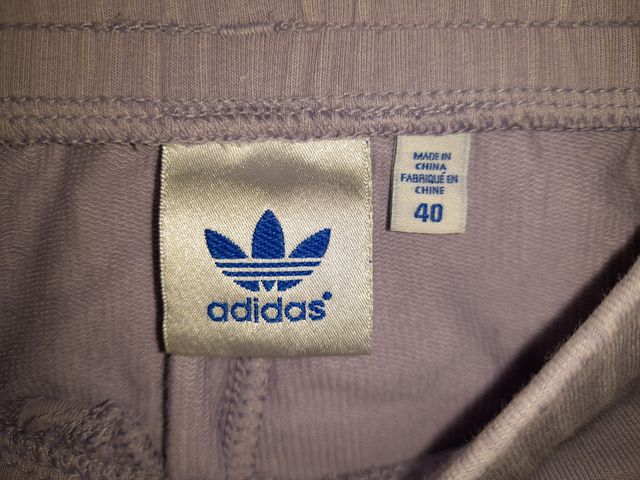 adidas
MADE IN
CHINA
FABRIQUÉ EN
CHINE
40